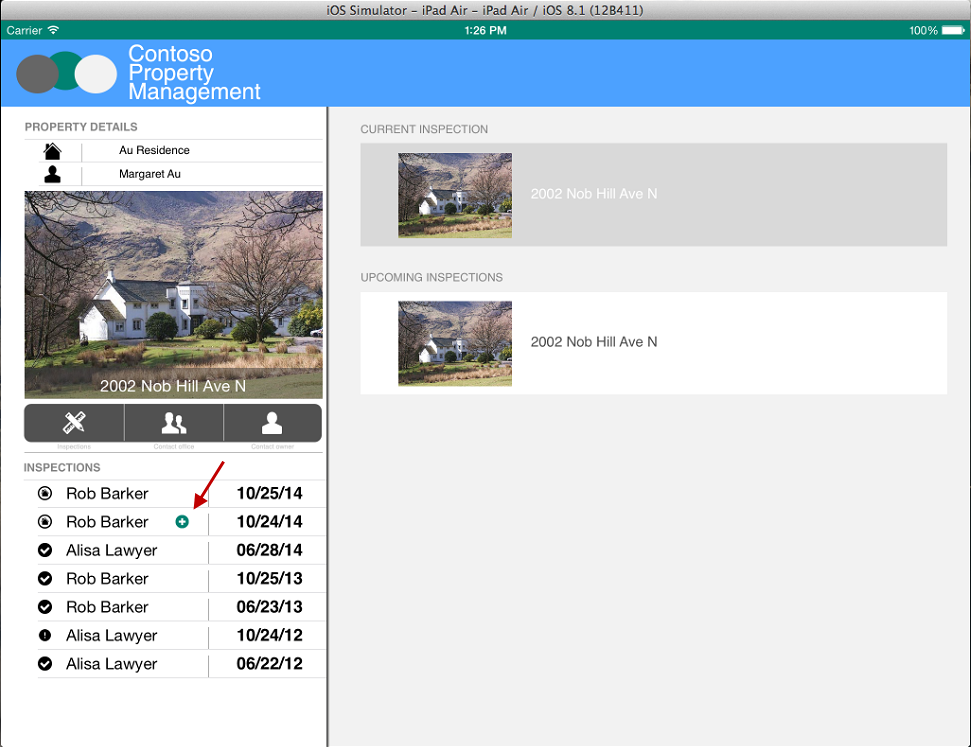 iOS Simulator - iPad Air - iPad Air / iOS 8.1 (12B411)
Carrier 1:26 PM 100%
Contoso
Property
Management
PROPERTY DETAILS
Au Residence
Margaret Au
2002 Nob Hill Ave N
Inspections Contact office Contact owner
INSPECTIONS
Rob Barker 10/25/14
Rob Barker 10/24/14
Alisa Lawyer 06/28/14
Rob Barker 10/25/13
Rob Barker 06/23/13
Alisa Lawyer 10/24/12
Alisa Lawyer 06/22/12
CURRENT INSPECTION
2002 Nob Hill Ave N
UPCOMING INSPECTIONS
2002 Nob Hill Ave N